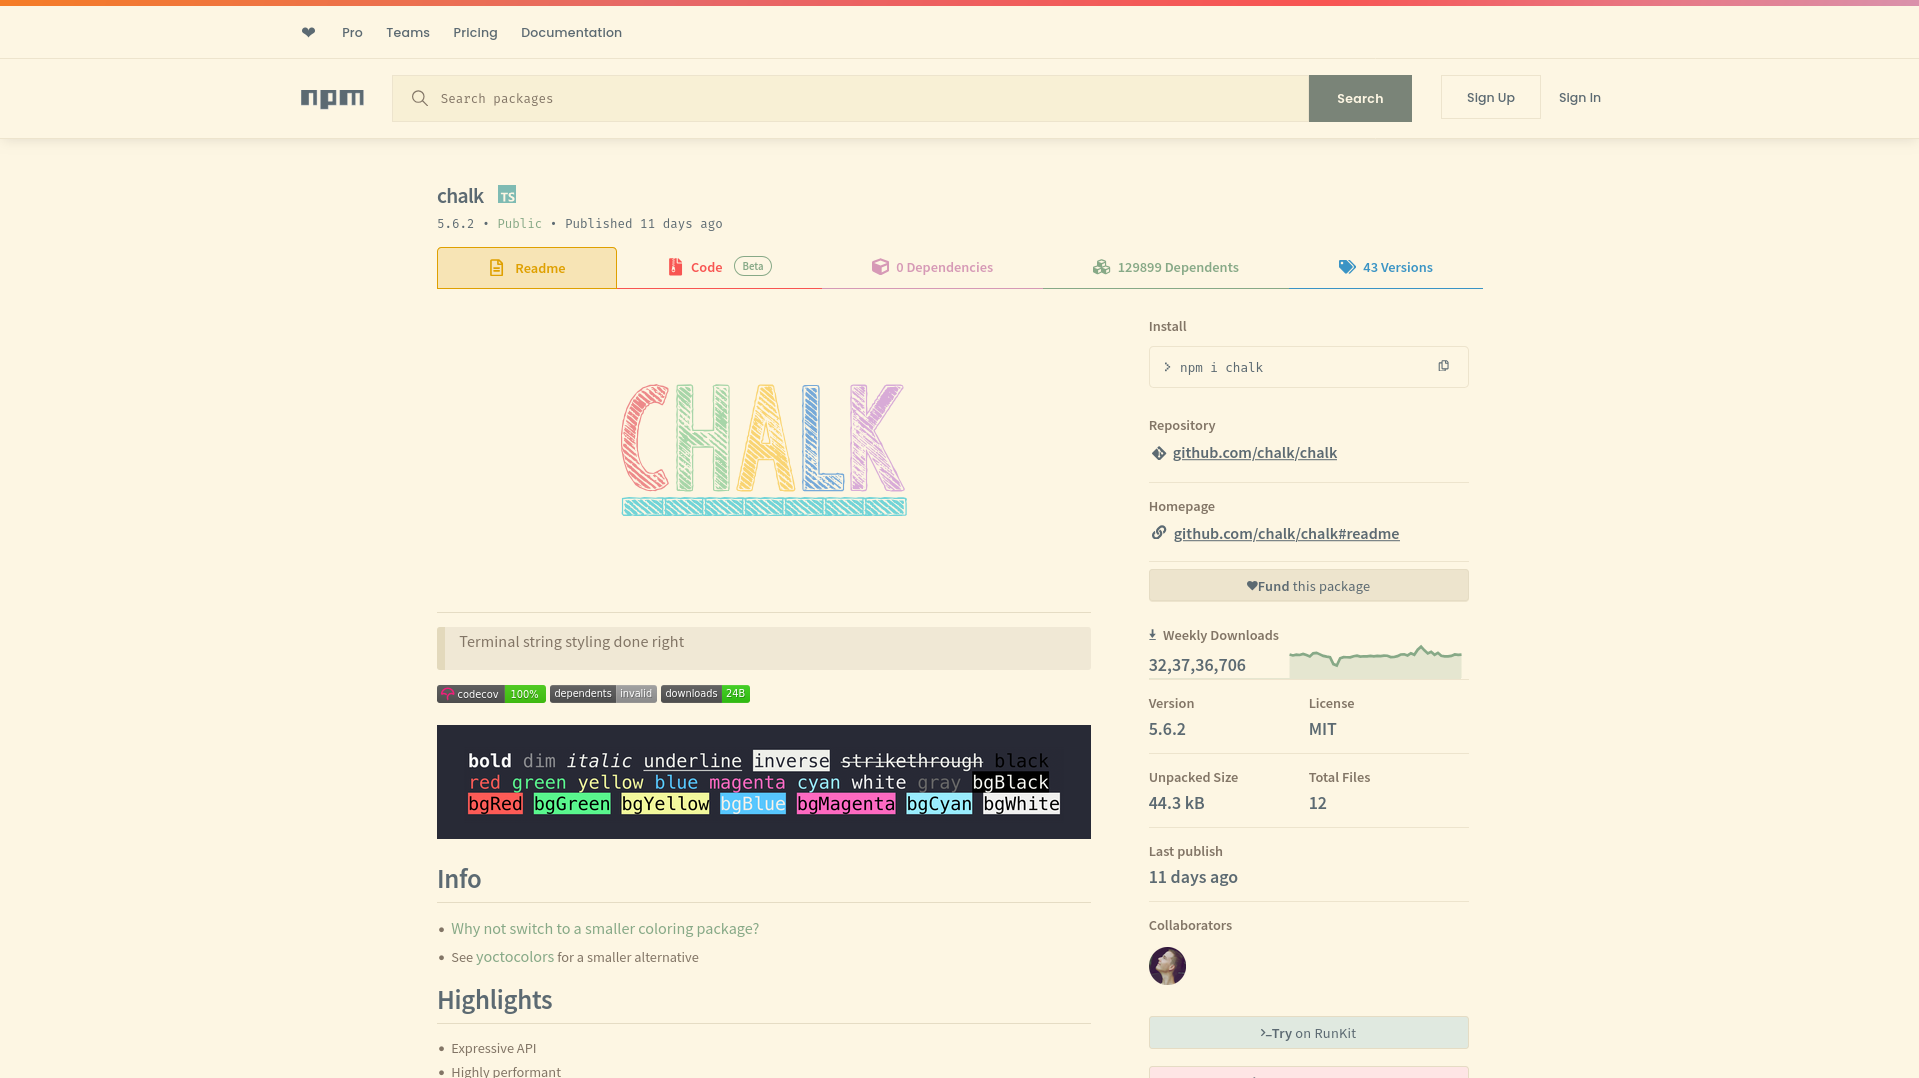 ❤
Pro
Teams
Pricing
Documentation
npm
Search packages
Search
Sign Up
Sign In
chalk TS
5.6.2 • Public • Published 11 days ago
Readme
Code Beta
0 Dependencies
129899 Dependents
43 Versions
CHALK
Terminal string styling done right
codecov 100% dependents invalid downloads 24B
bold dim italic underline inverse strikethrough black
red green yellow blue magenta cyan white gray bgBlack
bgRed bgGreen bgYellow bgBlue bgMagenta bgCyan bgWhite
Info
• Why not switch to a smaller coloring package?
• See yoctocolors for a smaller alternative
Highlights
• Expressive API
• Highly performant
Install
npm i chalk
Repository
github.com/chalk/chalk
Homepage
github.com/chalk/chalk#readme
❤Fund this package
Weekly Downloads
32,37,36,706
Version
5.6.2
License
MIT
Unpacked Size
44.3 kB
Total Files
12
Last publish
11 days ago
Collaborators
>_Try on RunKit